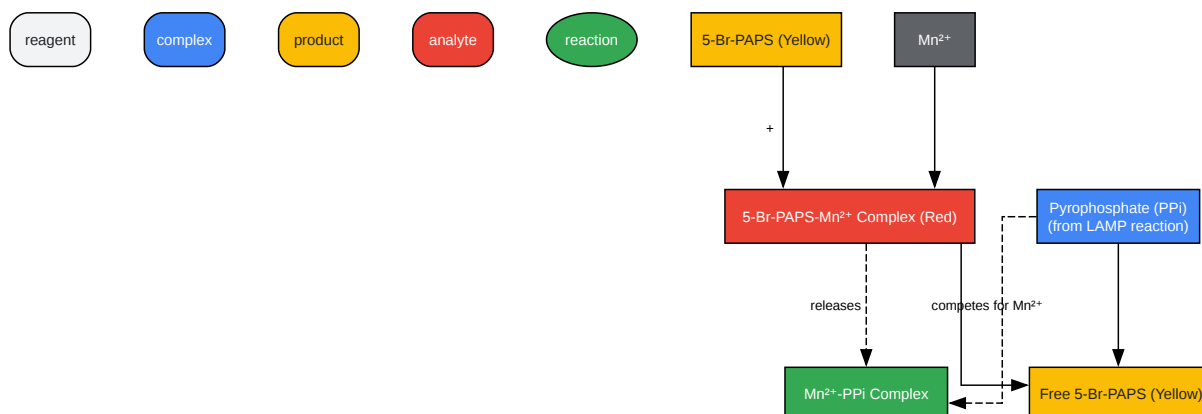 reagent
complex
product
analyte
reaction
5-Br-PAPS (Yellow)
Mn²⁺
+
5-Br-PAPS-Mn²⁺ Complex (Red)
Pyrophosphate (PPi)
(from LAMP reaction)
releases
competes for Mn²⁺
Mn²⁺-PPi Complex
Free 5-Br-PAPS (Yellow)